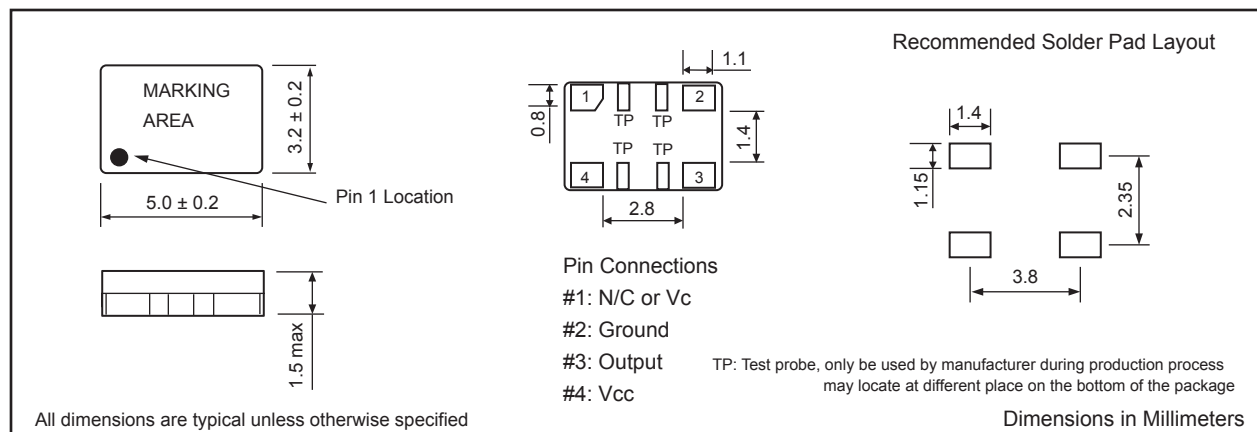 Recommended Solder Pad Layout
MARKING
AREA
3.2 ± 0.2
Pin 1 Location
5.0 ± 0.2
1.5 max
All dimensions are typical unless otherwise specified
1.1
1
2
0.8
TP
TP
1.4
TP
TP
4
3
2.8
Pin Connections
#1: N/C or Vc
#2: Ground
#3: Output
#4: Vcc
1.4
1.15
2.35
3.8
TP: Test probe, only be used by manufacturer during production process
may locate at different place on the bottom of the package
Dimensions in Millimeters